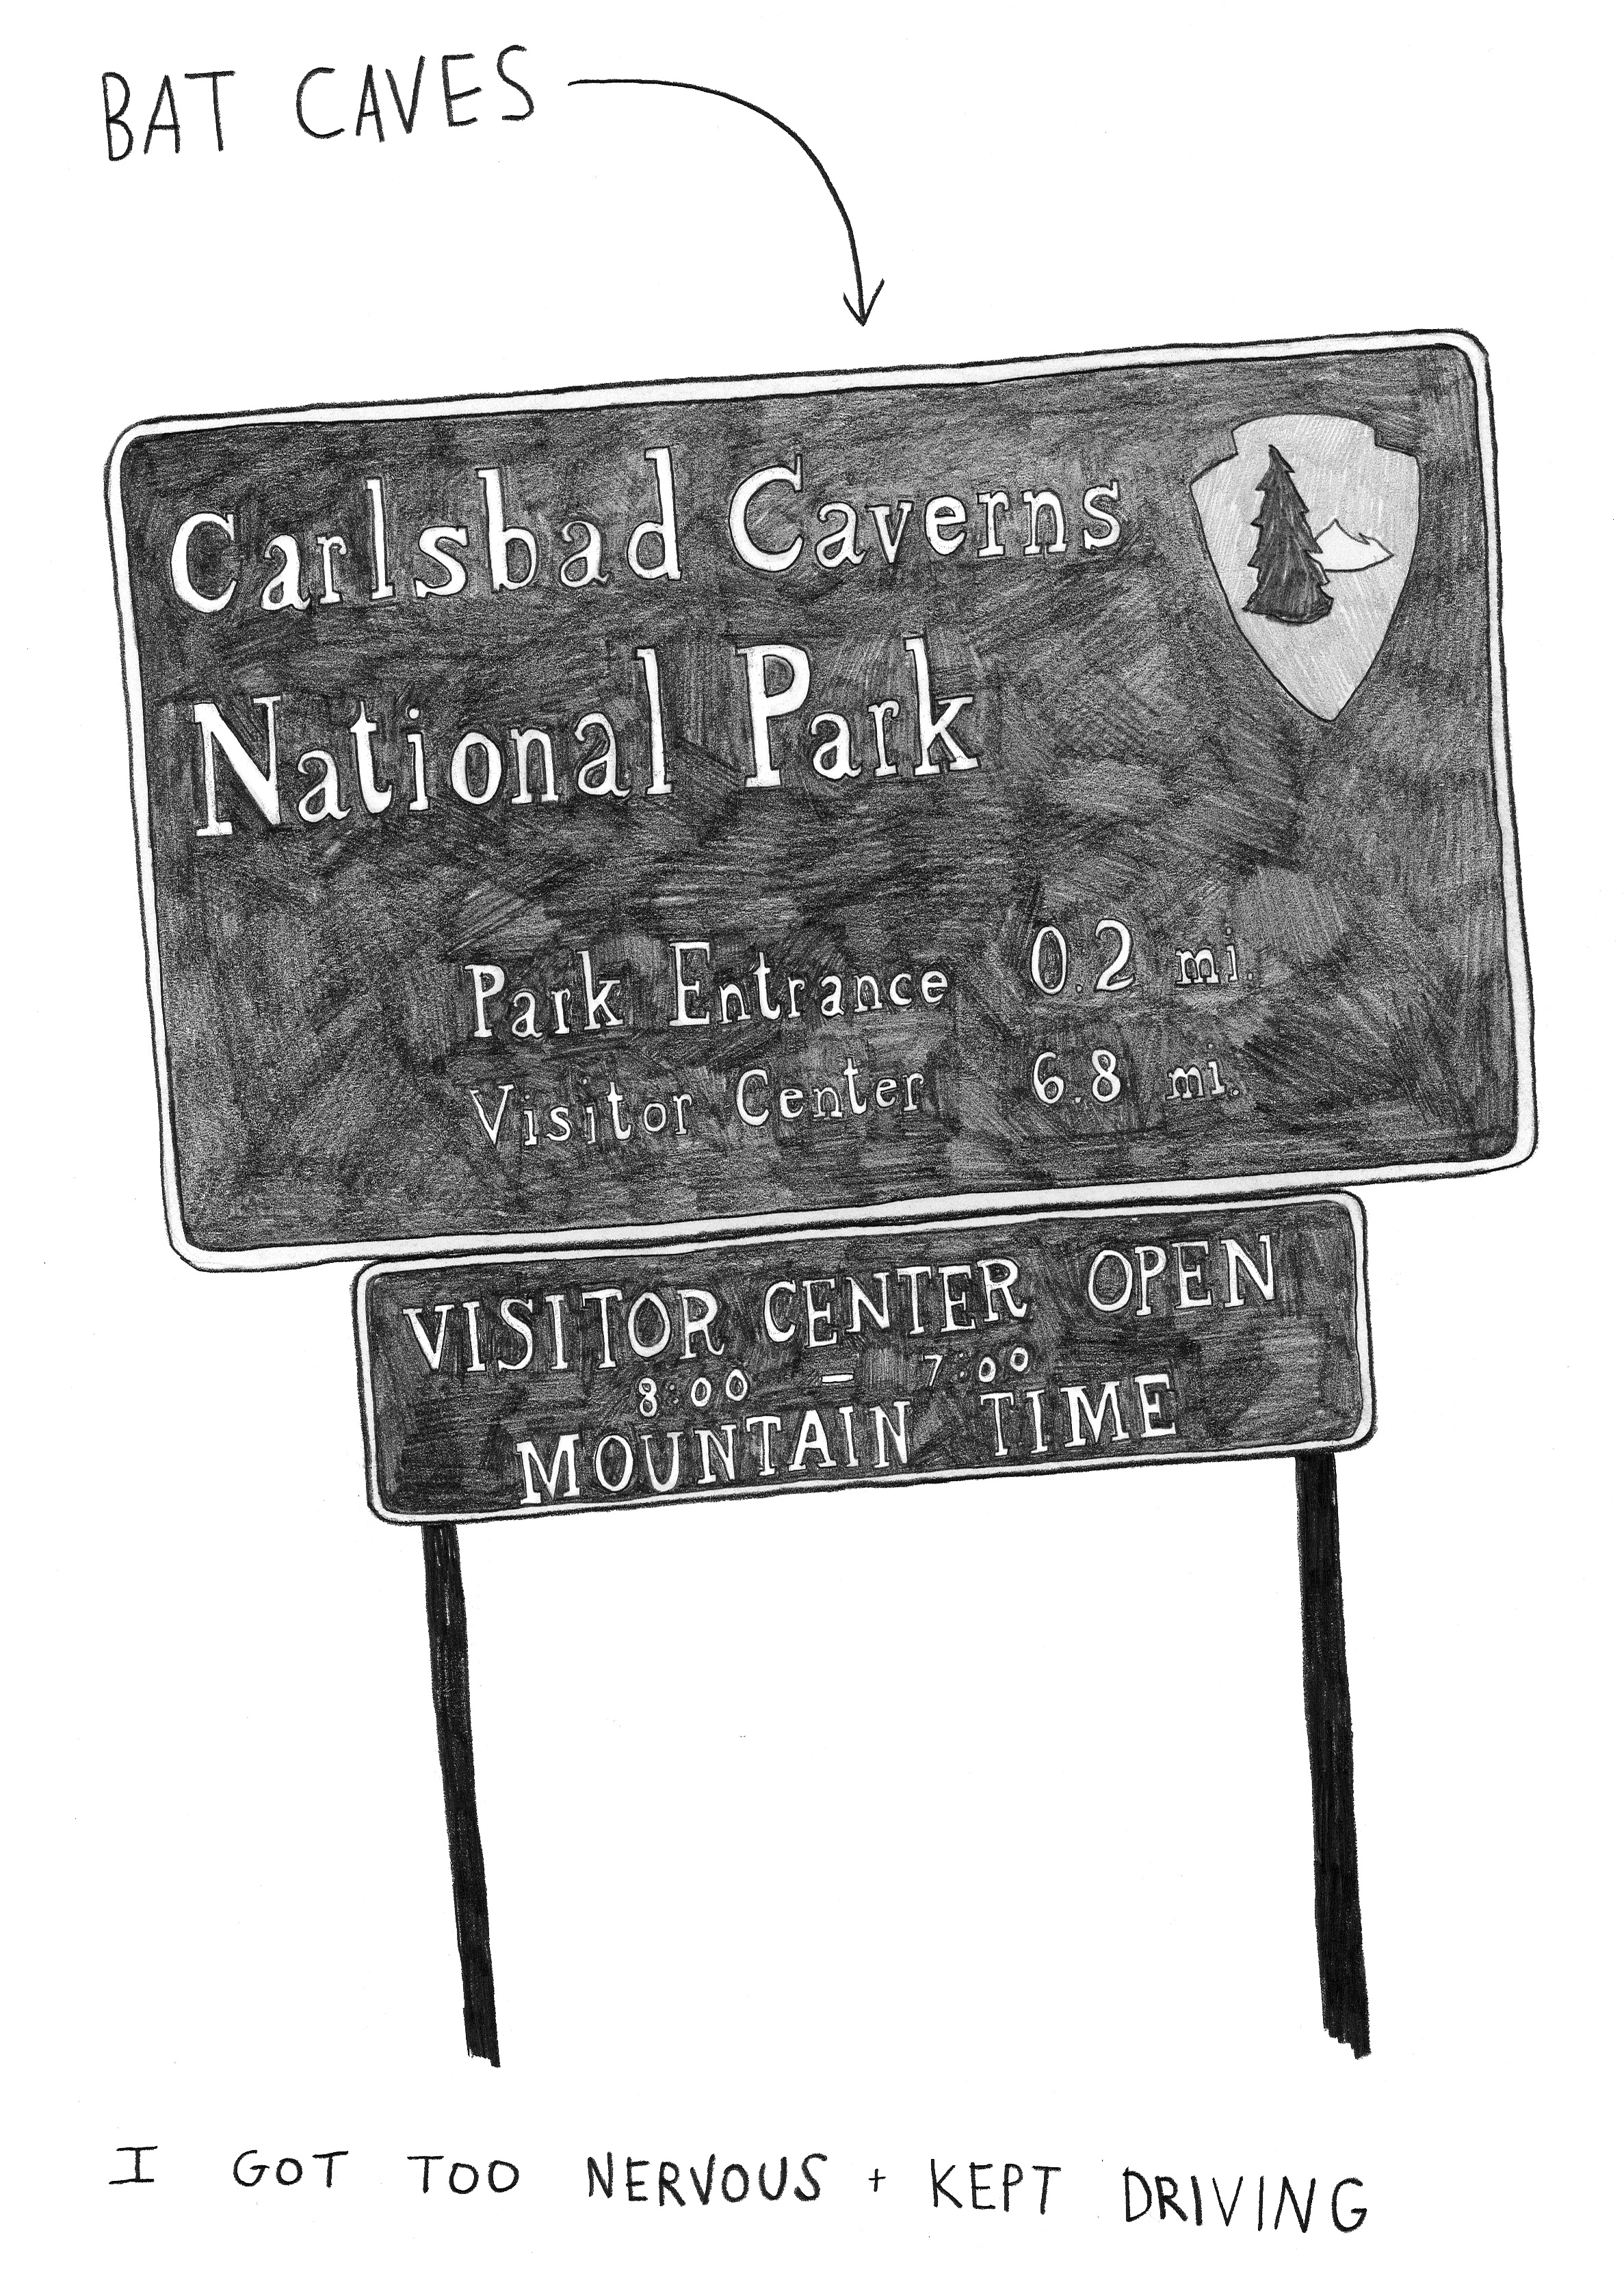 BAT CAVES
Carlsbad Caverns
National Park
Park Entrance 0.2 mi.
Visitor Center 6.8 mi.
VISITOR CENTER OPEN
8:00 - 7:00
MOUNTAIN TIME
I GOT TOO NERVOUS + KEPT DRIVING